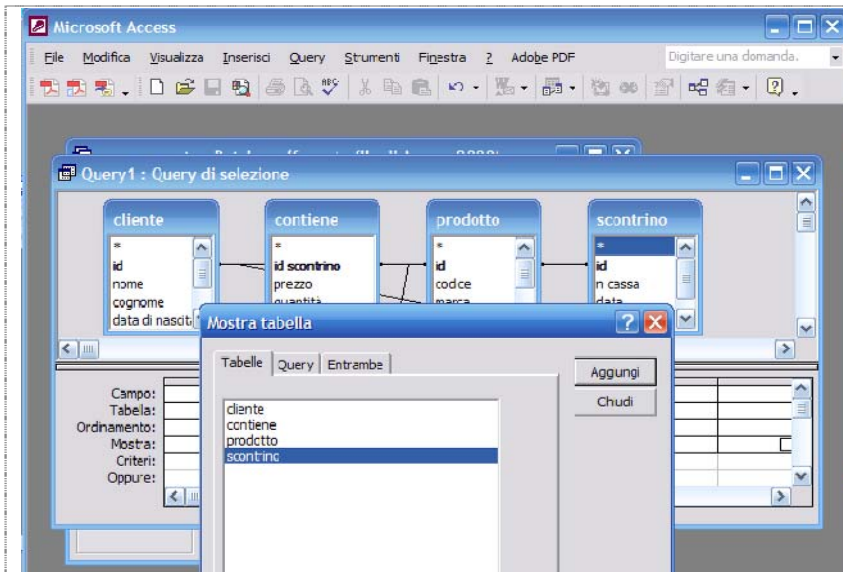 Microsoft Access
File Modifica Visualizza Inserisci Query Strumenti Finestra ? Adobe PDF Digitare una domanda.
Query1 : Query di selezione
cliente contiene prodotto scontrino
* * * *
id id scontrino id id
nome prezzo codice n cassa
cognome quantità marca data
data di nascita
Mostra tabella
Tabelle Query Entrambe
Aggiungi
Chiudi
cliente
contiene
prodotto
scontrino
Campo:
Tabella:
Ordinamento:
Mostra:
Criteri:
Oppure: